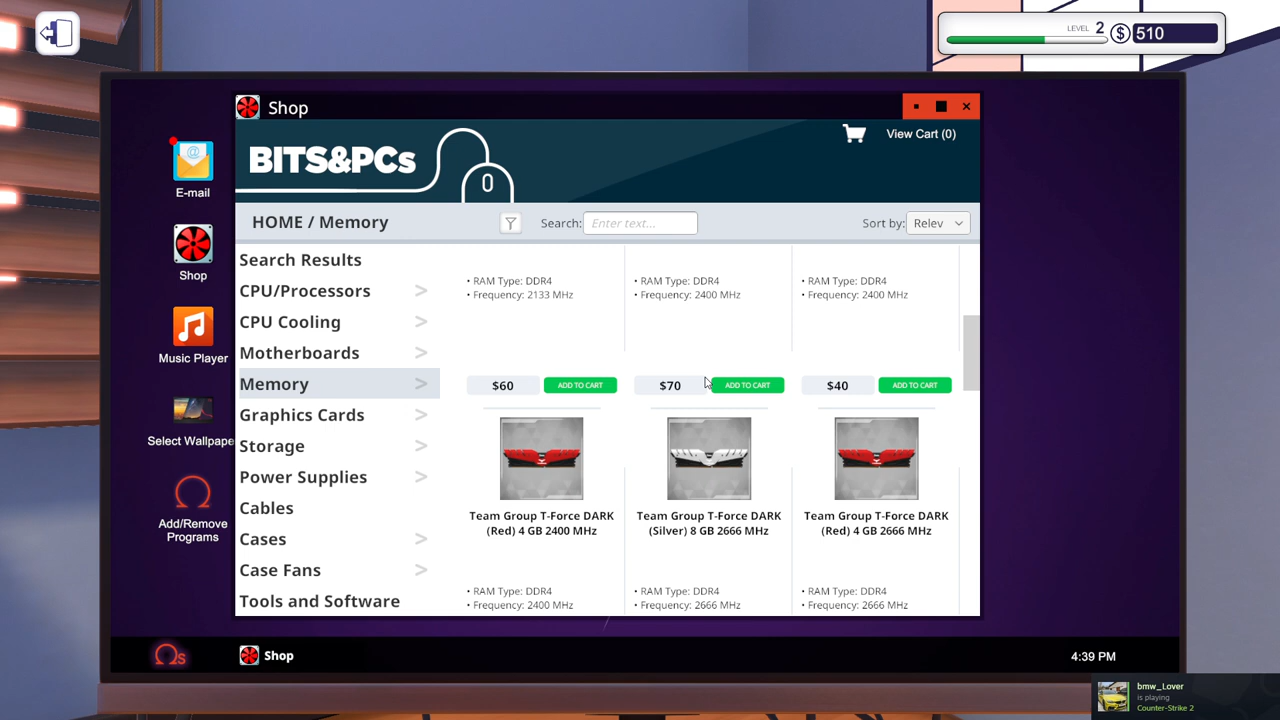 LEVEL 2
$ 510
Shop
BITS&PCs
View Cart (0)
HOME / Memory
Search:
Enter text...
Sort by:
Relev
E-mail
Shop
Music Player
Select Wallpape
Add/Remove
Programs
Search Results
CPU/Processors >
CPU Cooling >
Motherboards >
Memory >
Graphics Cards >
Storage >
Power Supplies >
Cables
Cases >
Case Fans >
Tools and Software
• RAM Type: DDR4
• Frequency: 2133 MHz
$60
ADD TO CART
• RAM Type: DDR4
• Frequency: 2400 MHz
$70
ADD TO CART
• RAM Type: DDR4
• Frequency: 2400 MHz
$40
ADD TO CART
Team Group T-Force DARK
(Red) 4 GB 2400 MHz
• RAM Type: DDR4
• Frequency: 2400 MHz
Team Group T-Force DARK
(Silver) 8 GB 2666 MHz
• RAM Type: DDR4
• Frequency: 2666 MHz
Team Group T-Force DARK
(Red) 4 GB 2666 MHz
• RAM Type: DDR4
• Frequency: 2666 MHz
Ωs
Shop
4:39 PM
bmw_Lover
is playing
Counter-Strike 2